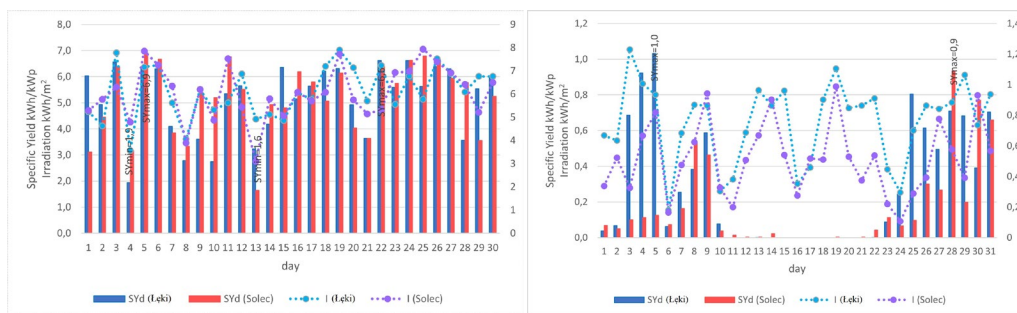 Specific Yield kWh/kWp
Irradiation kWh/m²
8,0
7,0
6,0
5,0
4,0
3,0
2,0
1,0
0,0
SYmin=1,91
SYmax=6,9
SYmin=1,6
SYmax=6,6
9
8
7
6
5
4
3
2
1
0
1 2 3 4 5 6 7 8 9 10 11 12 13 14 15 16 17 18 19 20 21 22 23 24 25 26 27 28 29 30
day
SYd (Łęki) SYd (Solec) I (Łęki) I (Solec)
Specific Yield kWh/kWp
Irradiation kWh/m²
1,2
1,0
0,8
0,6
0,4
0,2
0,0
SYmax=1,0
SYmax=0,9
1,4
1,2
1
0,8
0,6
0,4
0,2
0
1 2 3 4 5 6 7 8 9 10 11 12 13 14 15 16 17 18 19 20 21 22 23 24 25 26 27 28 29 30 31
day
SYd (Łęki) SYd (Solec) I (Łęki) I (Solec)